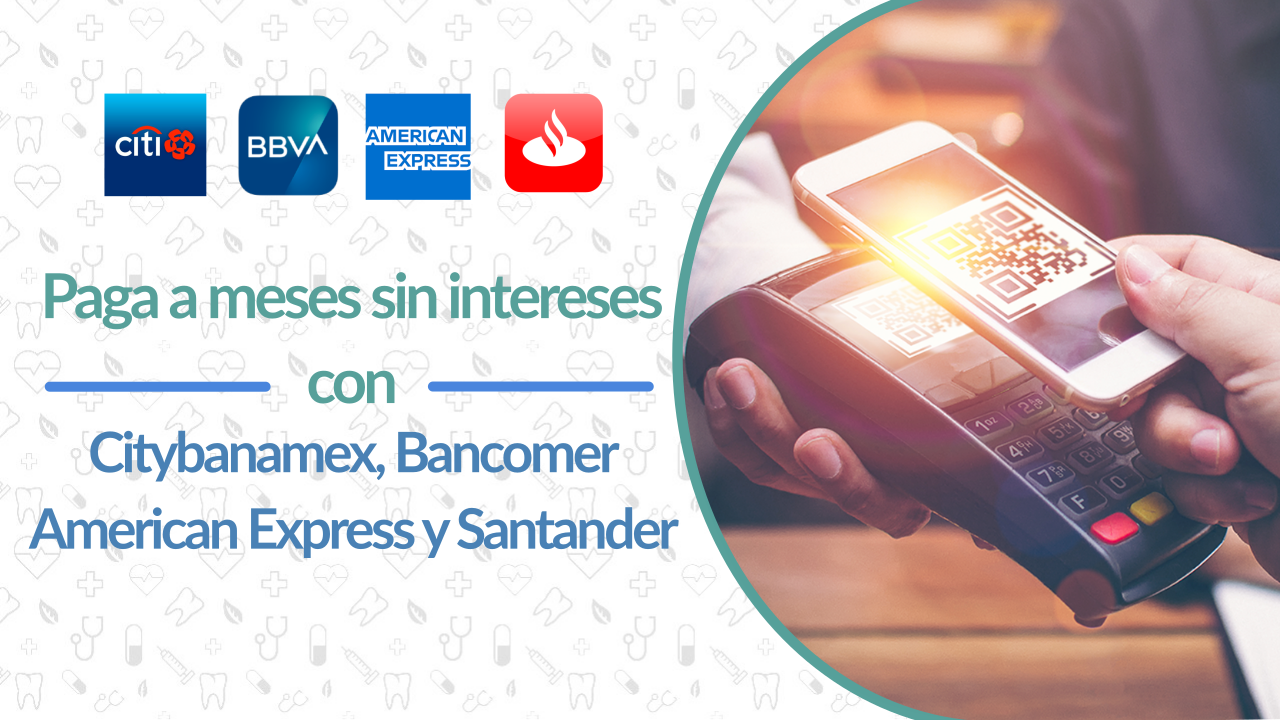 citi
BBVA
AMERICAN
EXPRESS
Paga a meses sin intereses
con
Citybanamex, Bancomer
American Express y Santander